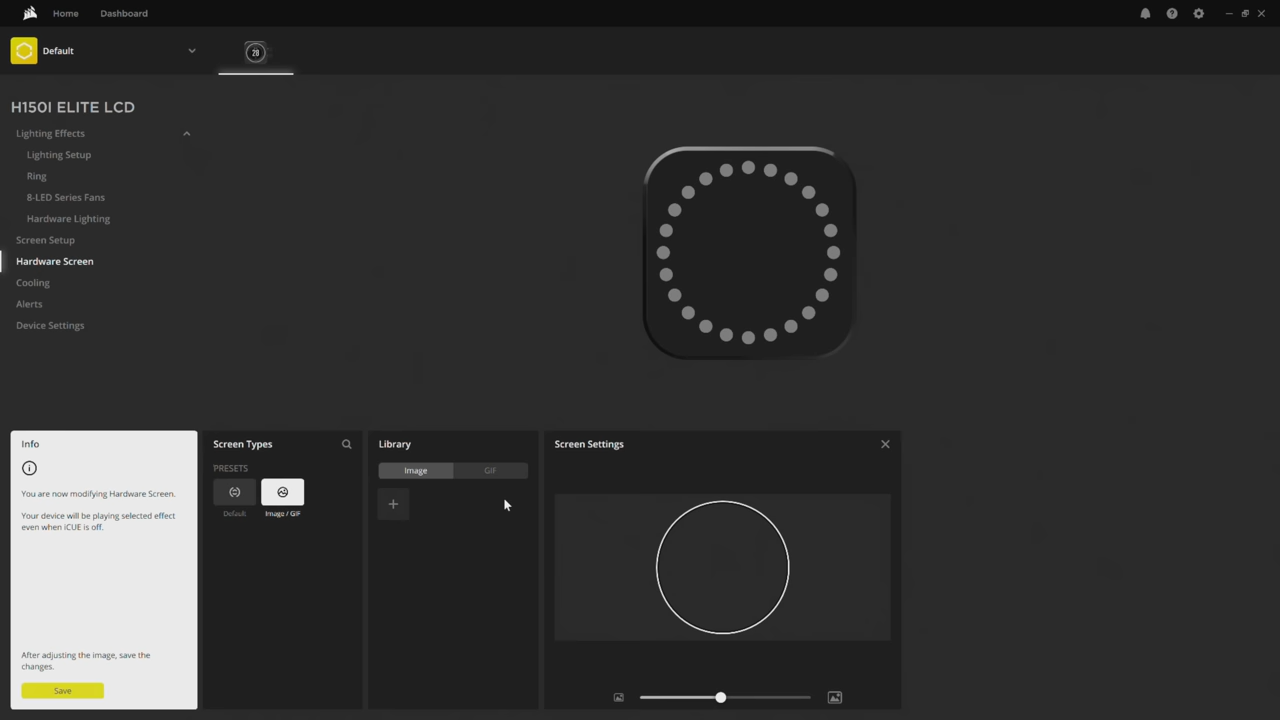 Home
Dashboard
Default
28
H150I ELITE LCD
Lighting Effects
Lighting Setup
Ring
8-LED Series Fans
Hardware Lighting
Screen Setup
Hardware Screen
Cooling
Alerts
Device Settings
Info
You are now modifying Hardware Screen.
Your device will be playing selected effect
even when iCUE is off.
After adjusting the image, save the
changes.
Save
Screen Types
PRESETS
Default
Image / GIF
Library
Image
GIF
Screen Settings